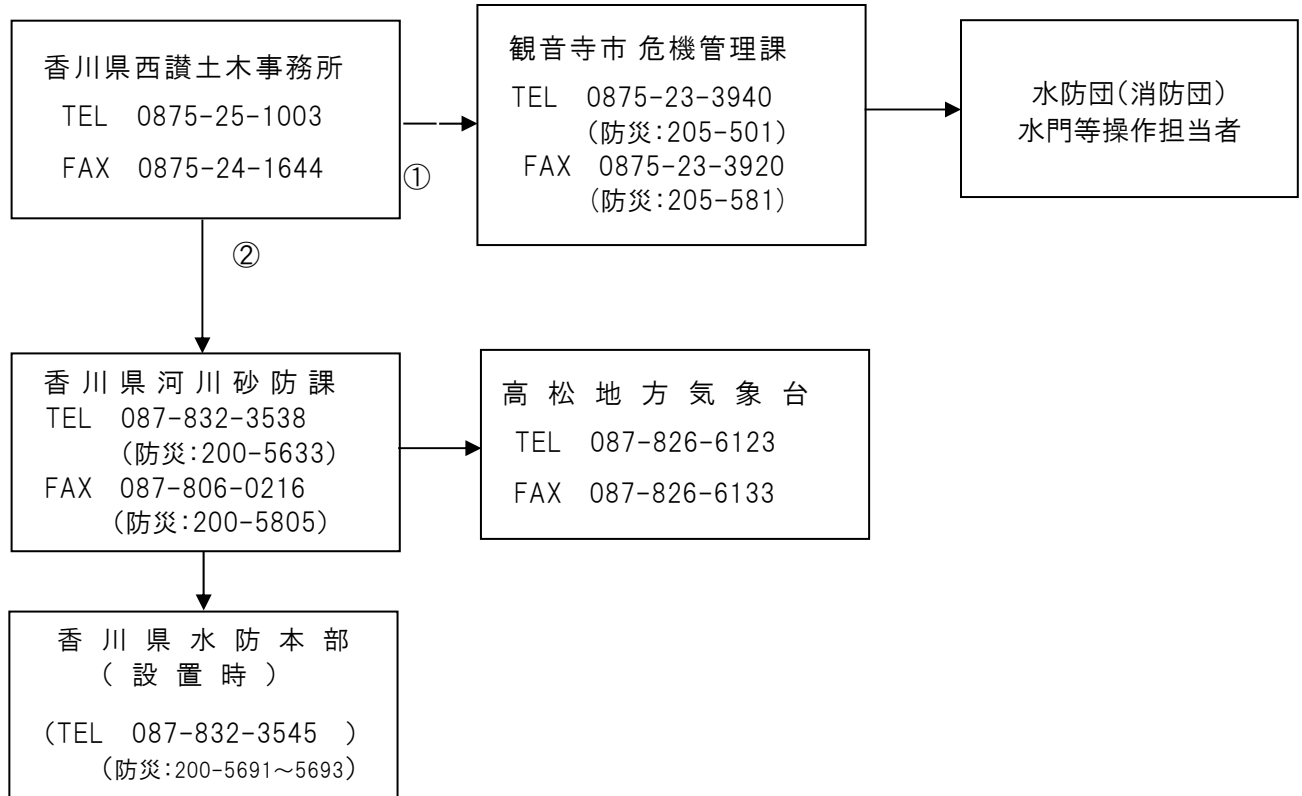 香川県西讃土木事務所
TEL 0875-25-1003
FAX 0875-24-1644
①
観音寺市 危機管理課
TEL 0875-23-3940
(防災:205-501)
FAX 0875-23-3920
(防災:205-581)
水防団(消防団)
水門等操作担当者
②
香川県河川砂防課
TEL 087-832-3538
(防災:200-5633)
FAX 087-806-0216
(防災:200-5805)
高松地方気象台
TEL 087-826-6123
FAX 087-826-6133
香川県水防本部
(設置時)
(TEL 087-832-3545 )
(防災:200-5691～5693)